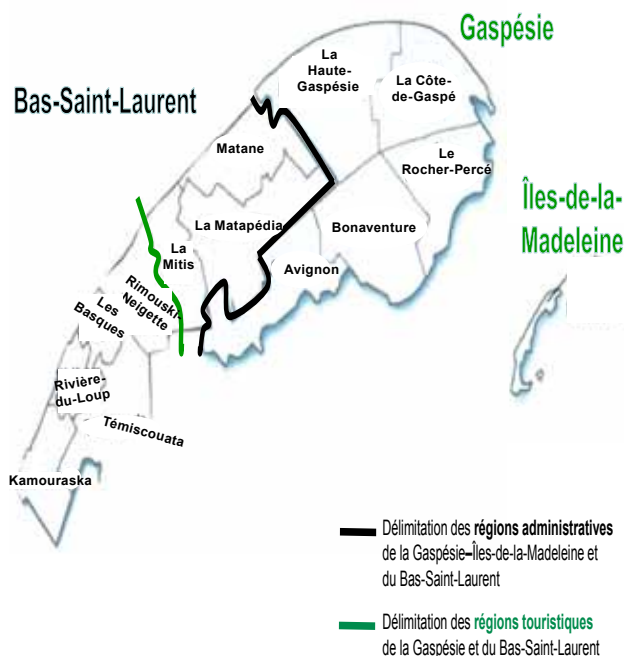 Gaspésie
La
Haute-
Gaspésie
La Côte-
de-Gaspé
Bas-Saint-Laurent
Matane
Le
Rocher-Percé
Îles-de-la-
Madeleine
La Matapédia
Bonaventure
La
Mitis
Avignon
Rimouski-
Neigette
Les
Basques
Rivière-
du-Loup
Témiscouata
Kamouraska
Délimitation des régions administratives
de la Gaspésie–Îles-de-la-Madeleine et
du Bas-Saint-Laurent
Délimitation des régions touristiques
de la Gaspésie et du Bas-Saint-Laurent